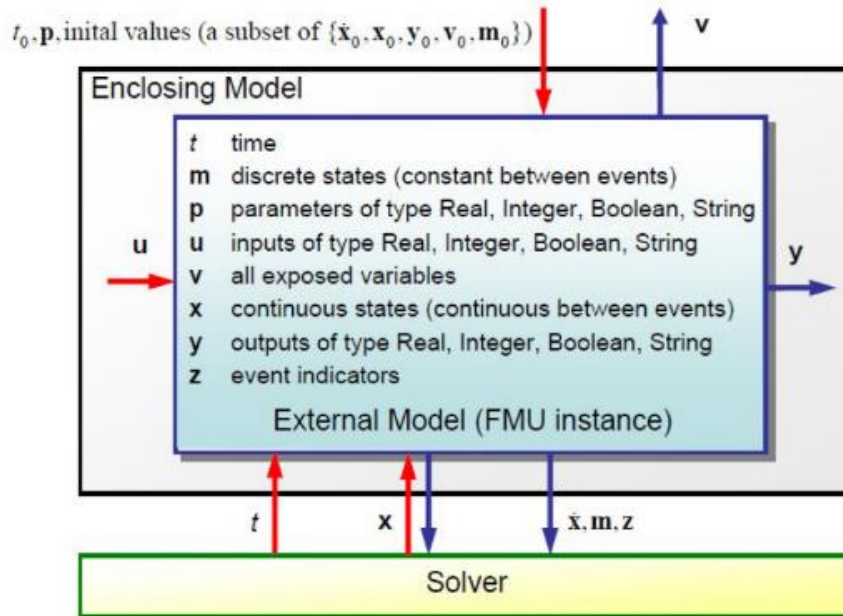 t₀, p, inital values (a subset of {ẋ₀, x₀, y₀, v₀, m₀})
v
Enclosing Model
t time
m discrete states (constant between events)
p parameters of type Real, Integer, Boolean, String
u
u inputs of type Real, Integer, Boolean, String
y
v all exposed variables
x continuous states (continuous between events)
y outputs of type Real, Integer, Boolean, String
z event indicators
External Model (FMU instance)
t
x
ẋ, m, z
Solver